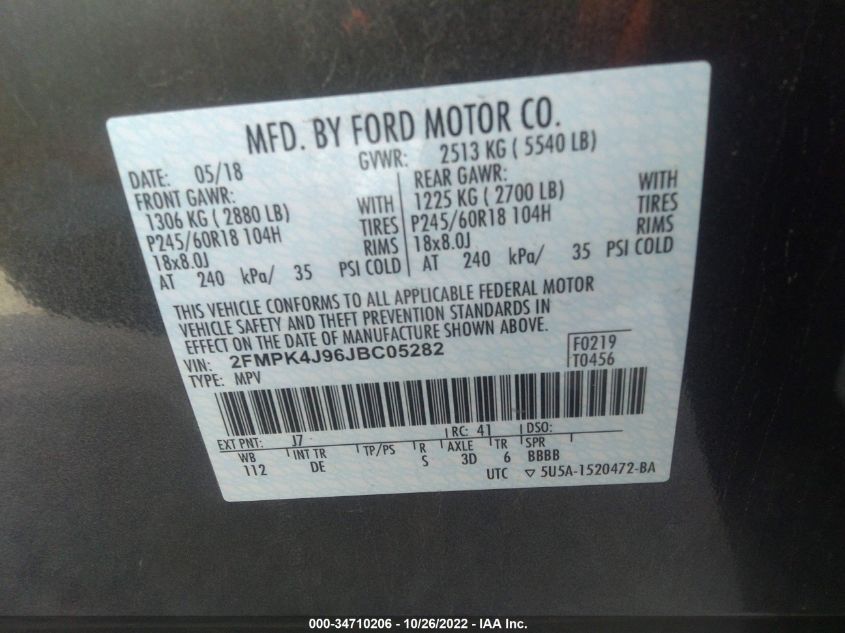 MFD. BY FORD MOTOR CO.
DATE: 05/18 GVWR: 2513 KG ( 5540 LB)
FRONT GAWR: REAR GAWR:
1306 KG ( 2880 LB) WITH 1225 KG ( 2700 LB) WITH
P245/60R18 104H TIRES P245/60R18 104H TIRES
18x8.0J RIMS 18x8.0J RIMS
AT 240 kPa/ 35 PSI COLD AT 240 kPa/ 35 PSI COLD
THIS VEHICLE CONFORMS TO ALL APPLICABLE FEDERAL MOTOR
VEHICLE SAFETY AND THEFT PREVENTION STANDARDS IN
EFFECT ON THE DATE OF MANUFACTURE SHOWN ABOVE.
VIN: 2FMPK4J96JBC05282 F0219
TYPE: MPV T0456
EXT PNT: J7 RC: 41 DSO:
WB INT TR TP/PS R AXLE TR SPR
112 DE S 3D 6 BBBB
UTC ▽ 5U5A-1520472-BA
000-34710206 - 10/26/2022 - IAA Inc.